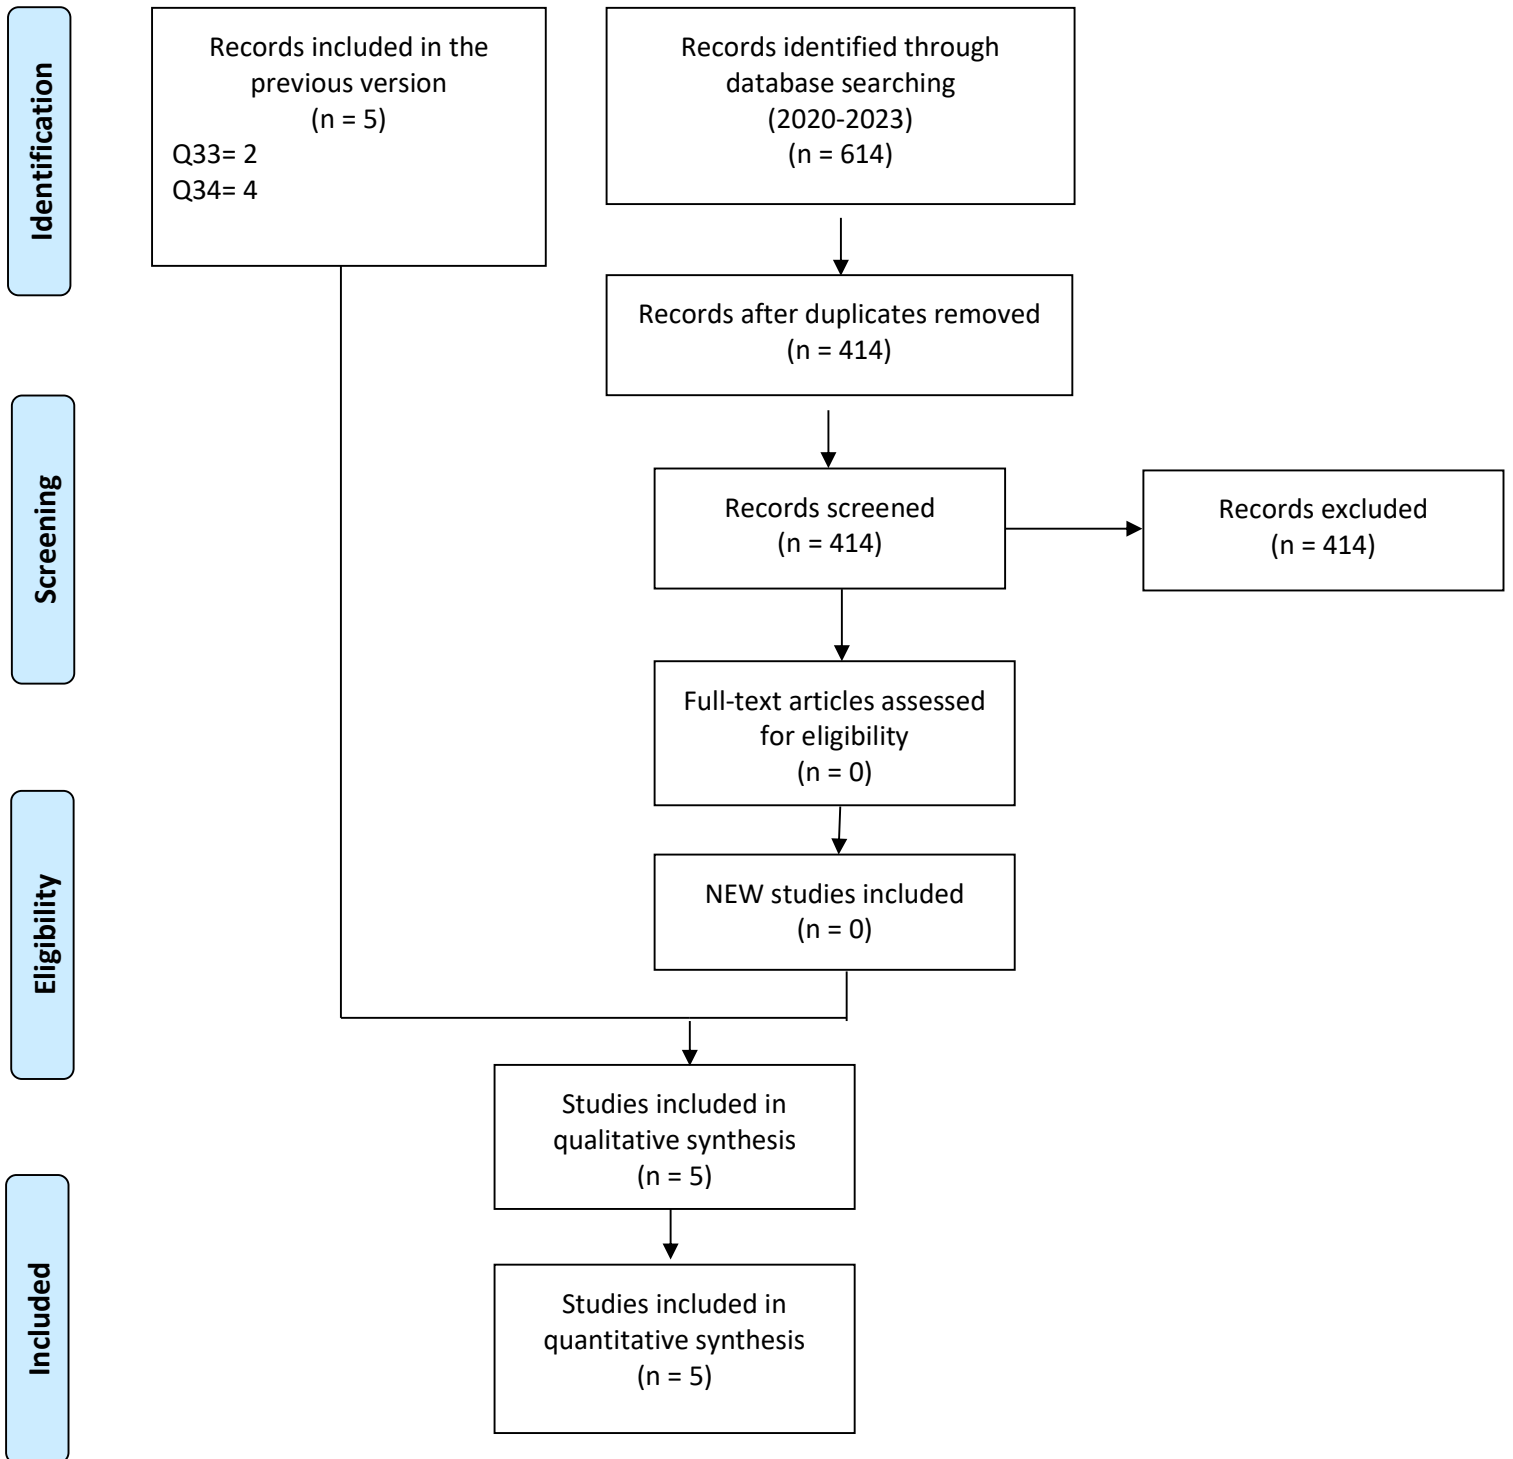 Identification
Records included in the
previous version
(n = 5)
Q33= 2
Q34= 4
Records identified through
database searching
(2020-2023)
(n = 614)
Records after duplicates removed
(n = 414)
Screening
Records screened
(n = 414)
Records excluded
(n = 414)
Full-text articles assessed
for eligibility
(n = 0)
Eligibility
NEW studies included
(n = 0)
Studies included in
qualitative synthesis
(n = 5)
Included
Studies included in
quantitative synthesis
(n = 5)